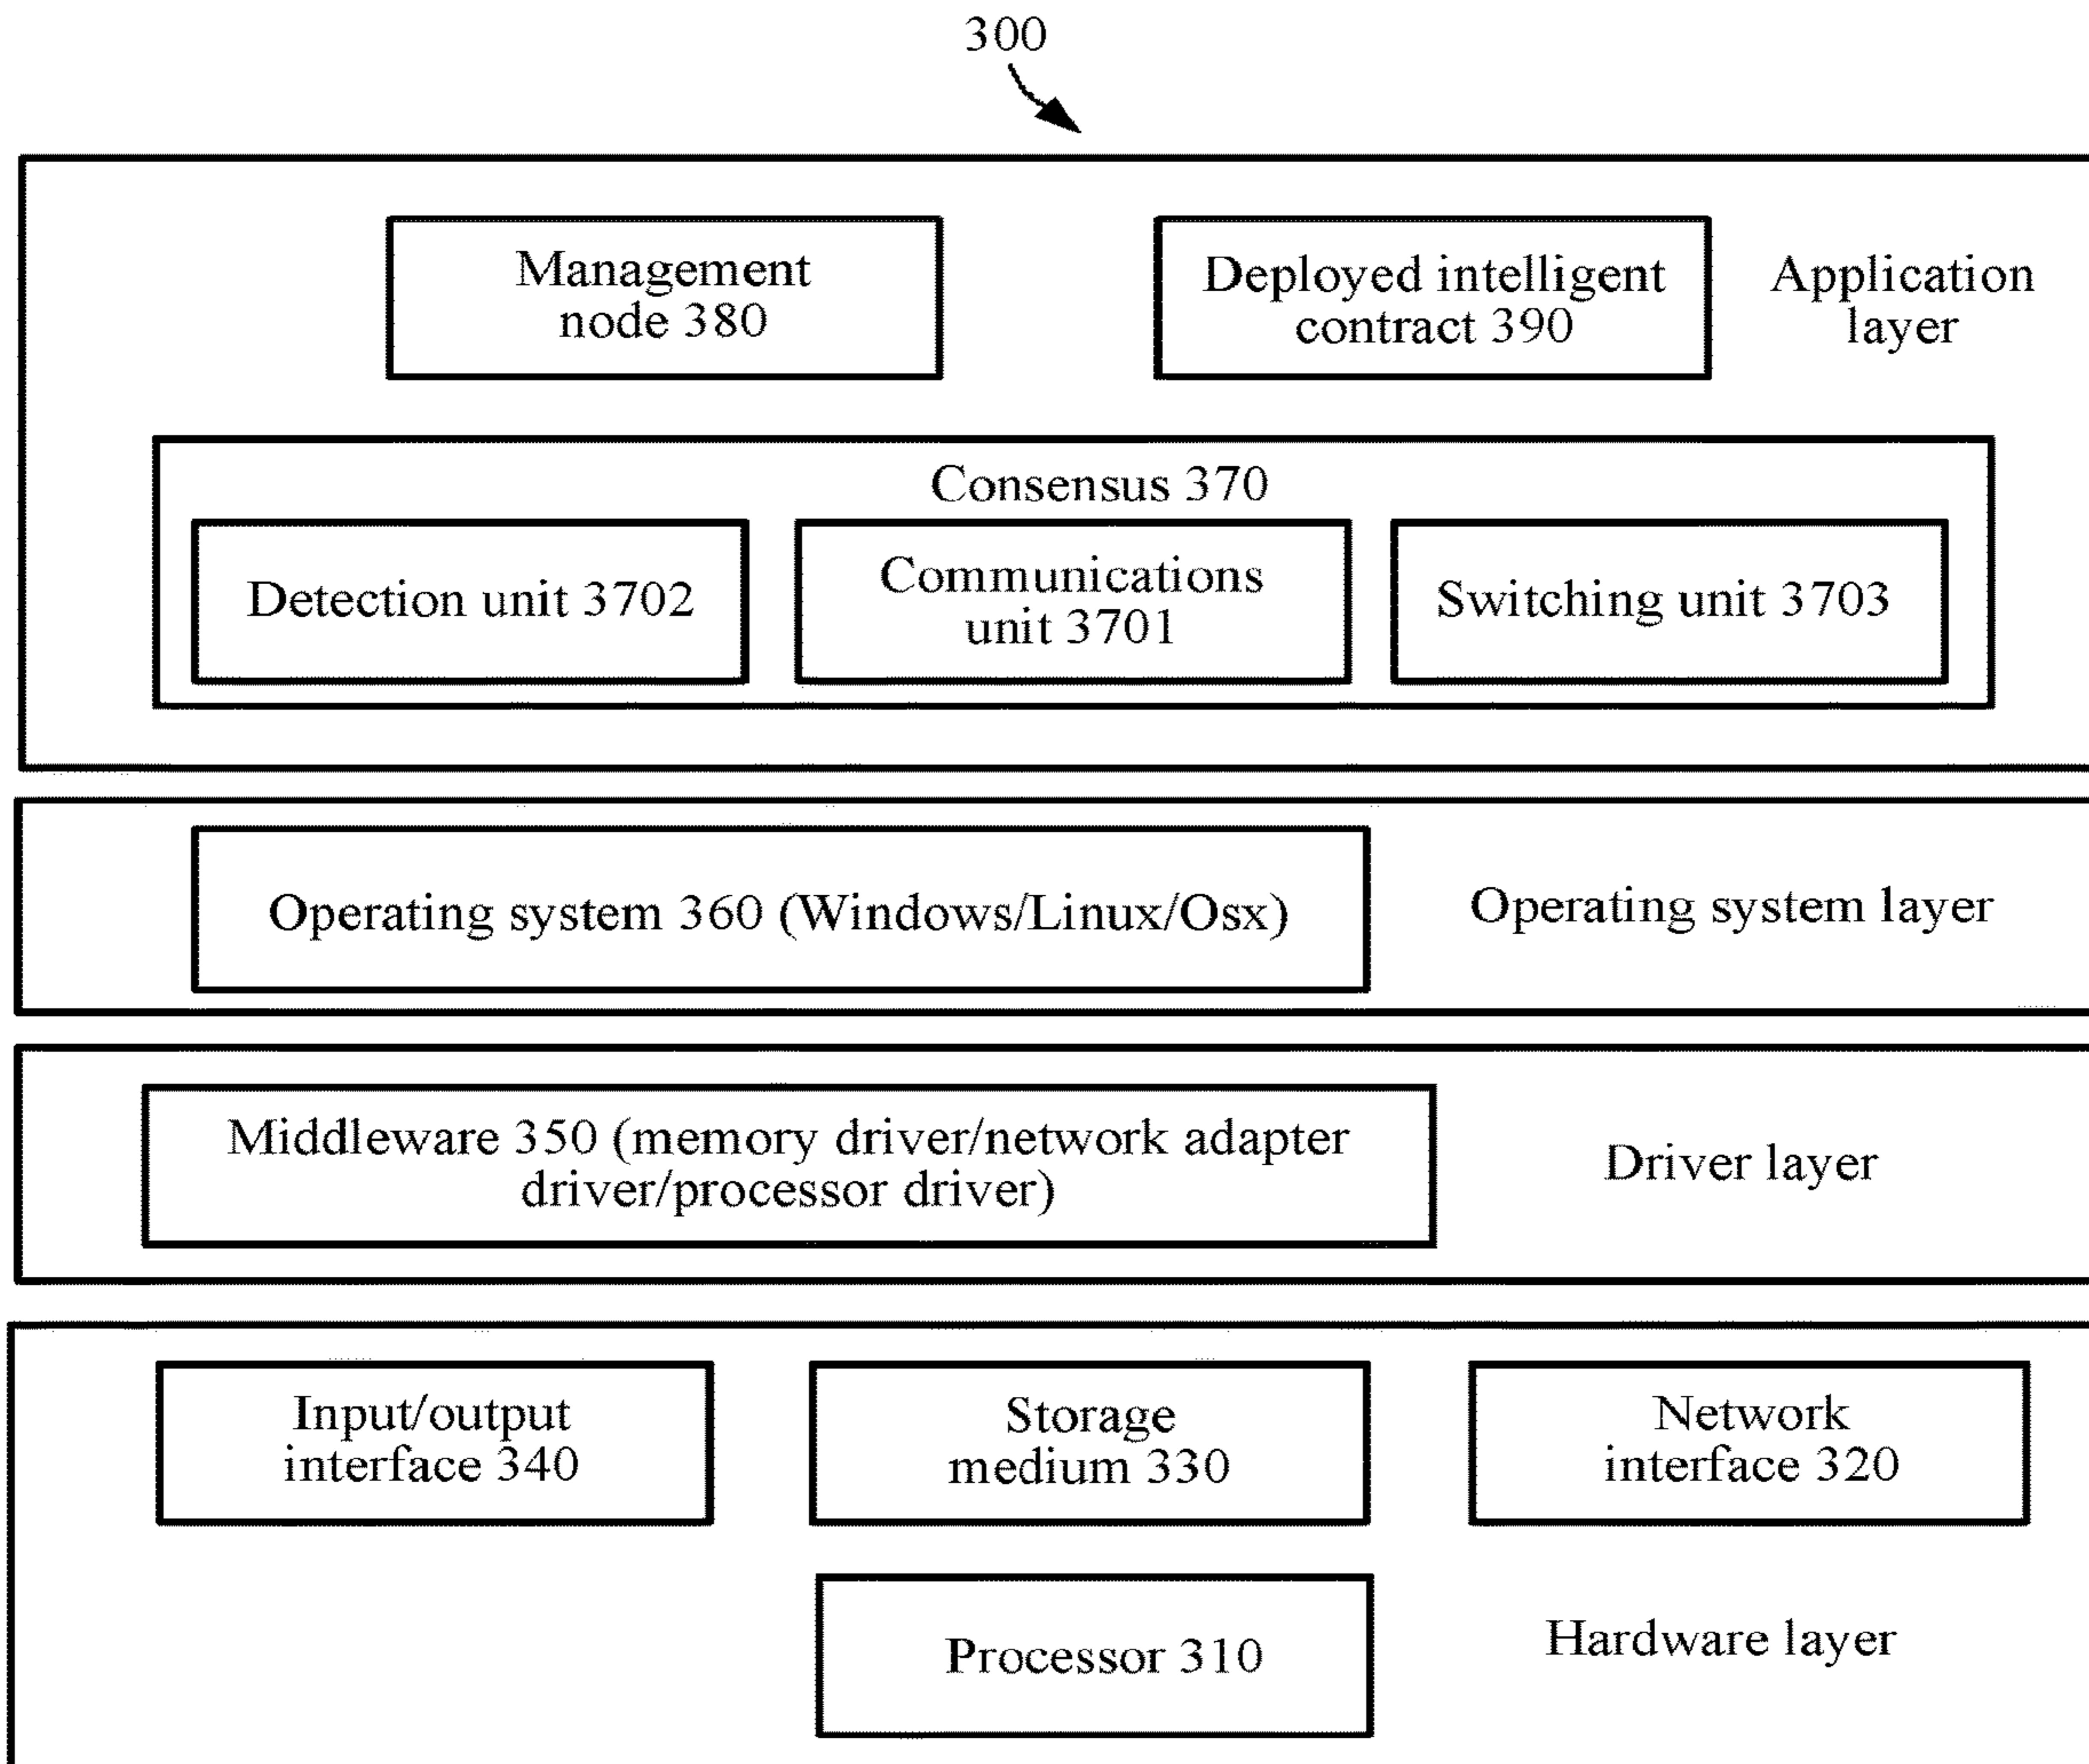 300
Management
node 380
Deployed intelligent
contract 390
Application
layer
Consensus 370
Detection unit 3702
Communications
unit 3701
Switching unit 3703
Operating system 360 (Windows/Linux/Osx)
Operating system layer
Middleware 350 (memory driver/network adapter
driver/processor driver)
Driver layer
Input/output
interface 340
Storage
medium 330
Network
interface 320
Processor 310
Hardware layer